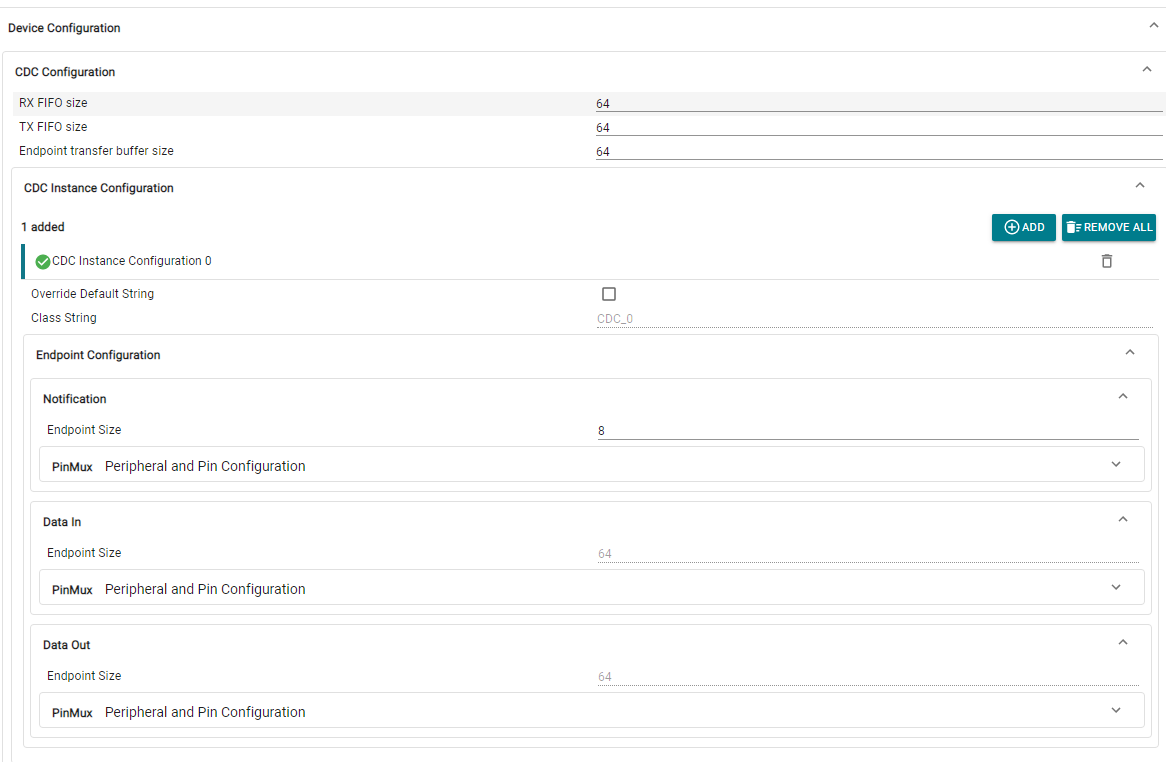 Device Configuration
CDC Configuration
RX FIFO size 64
TX FIFO size 64
Endpoint transfer buffer size 64
CDC Instance Configuration
1 added ADD REMOVE ALL
CDC Instance Configuration 0
Override Default String
Class String CDC_0
Endpoint Configuration
Notification
Endpoint Size 8
PinMux Peripheral and Pin Configuration
Data In
Endpoint Size 64
PinMux Peripheral and Pin Configuration
Data Out
Endpoint Size 64
PinMux Peripheral and Pin Configuration